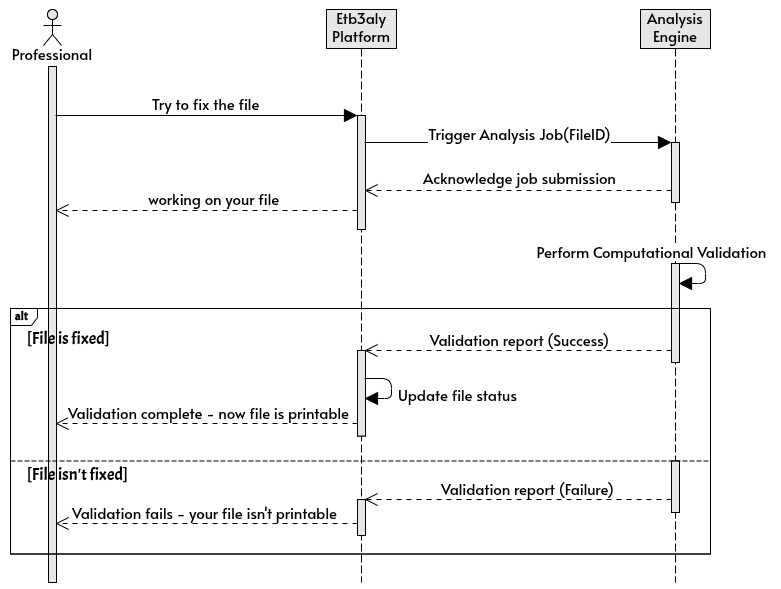 Professional
Etb3aly
Platform
Analysis
Engine
Try to fix the file
Trigger Analysis Job(FileID)
Acknowledge job submission
working on your file
Perform Computational Validation
alt
[File is fixed]
Validation report (Success)
Update file status
Validation complete - now file is printable
[File isn't fixed]
Validation report (Failure)
Validation fails - your file isn't printable